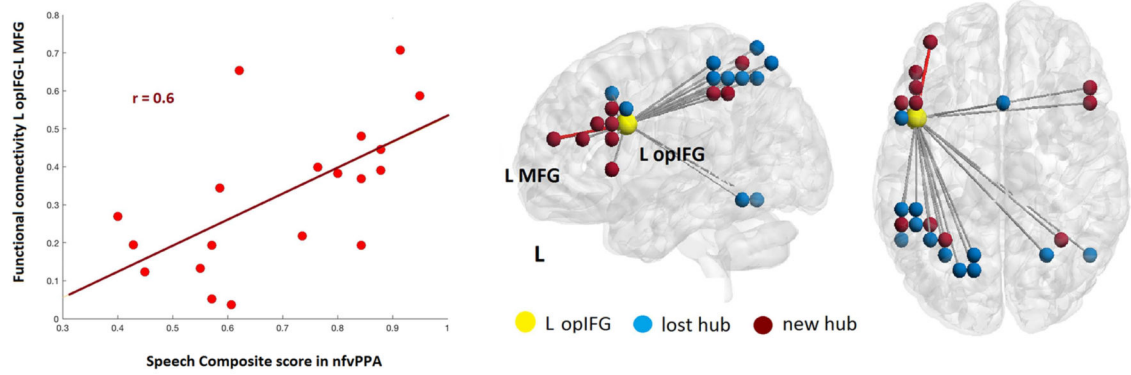 Functional connectivity L opIFG-L MFG
0.8
0.7
0.6
0.5
0.4
0.3
0.2
0.1
0
r = 0.6
0.3 0.4 0.5 0.6 0.7 0.8 0.9 1
Speech Composite score in nfvPPA
L opIFG
L MFG
L
L opIFG lost hub new hub